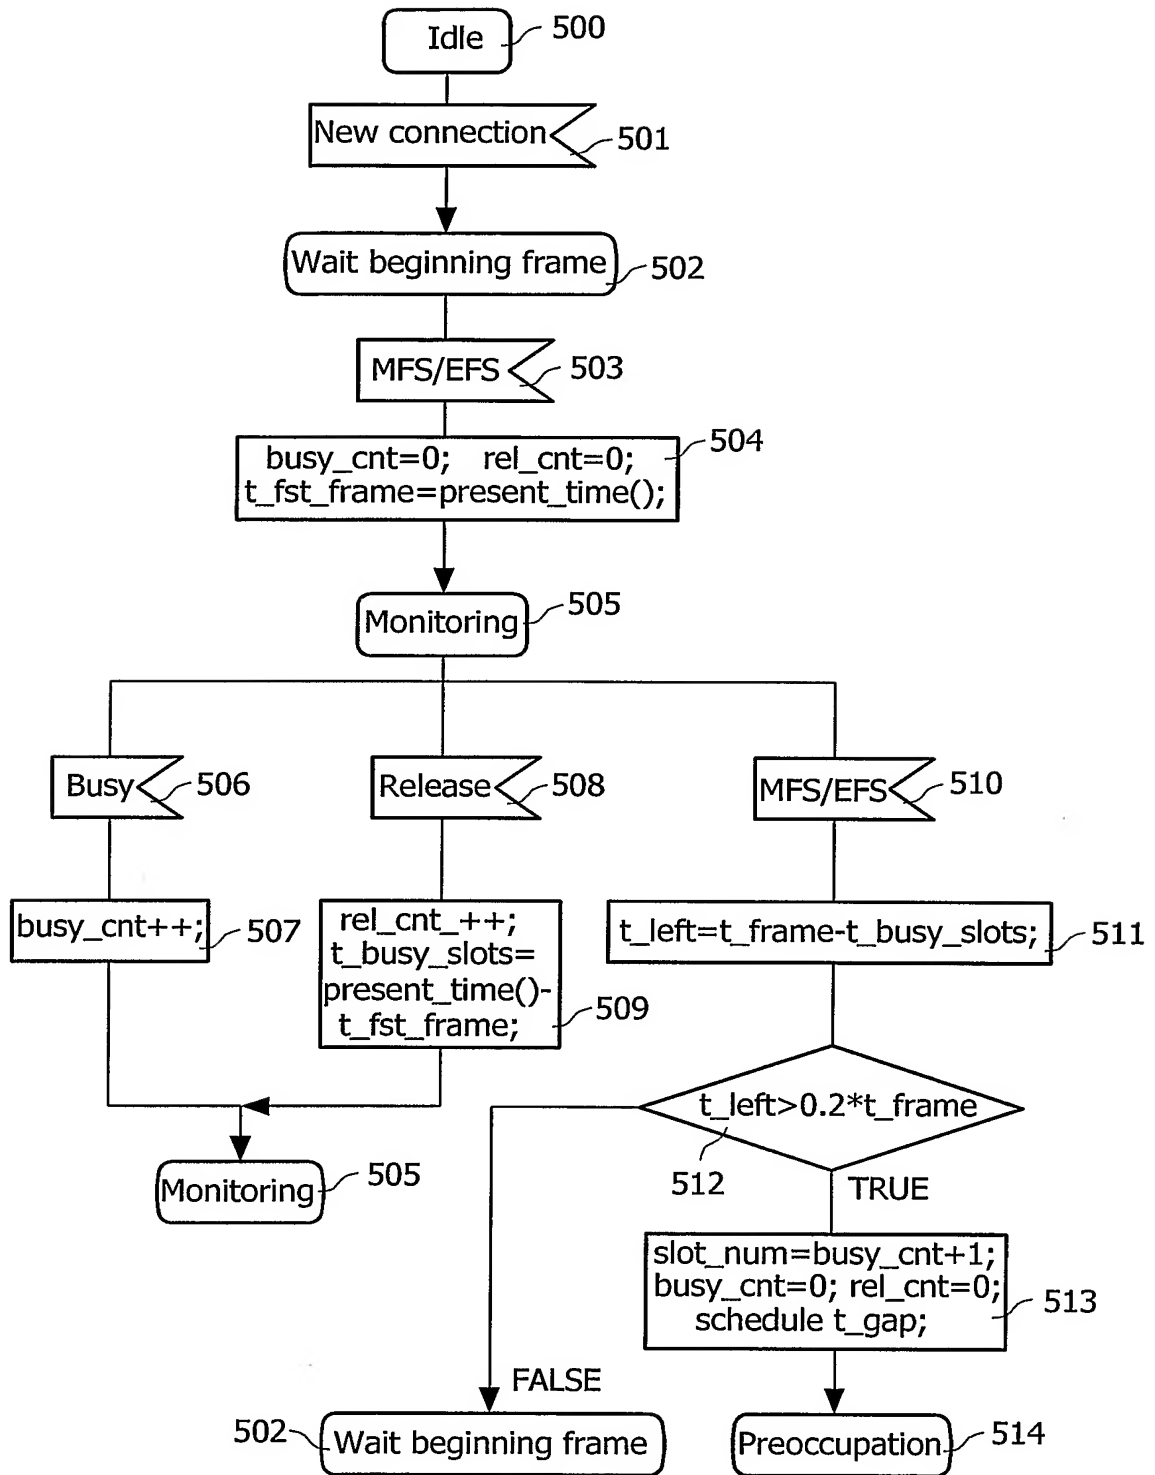 Idle
500
New connection
501
Wait beginning frame
502
MFS/EFS
503
504
busy_cnt=0; rel_cnt=0;
t_fst_frame=present_time();
Monitoring
505
Busy
506
Release
508
MFS/EFS
510
busy_cnt++;
507
rel_cnt_++;
t_busy_slots=
present_time()-
t_fst_frame;
509
t_left=t_frame-t_busy_slots;
511
t_left>0.2*t_frame
512
TRUE
Monitoring
505
slot_num=busy_cnt+1;
busy_cnt=0; rel_cnt=0;
schedule t_gap;
513
FALSE
502
Wait beginning frame
Preoccupation
514